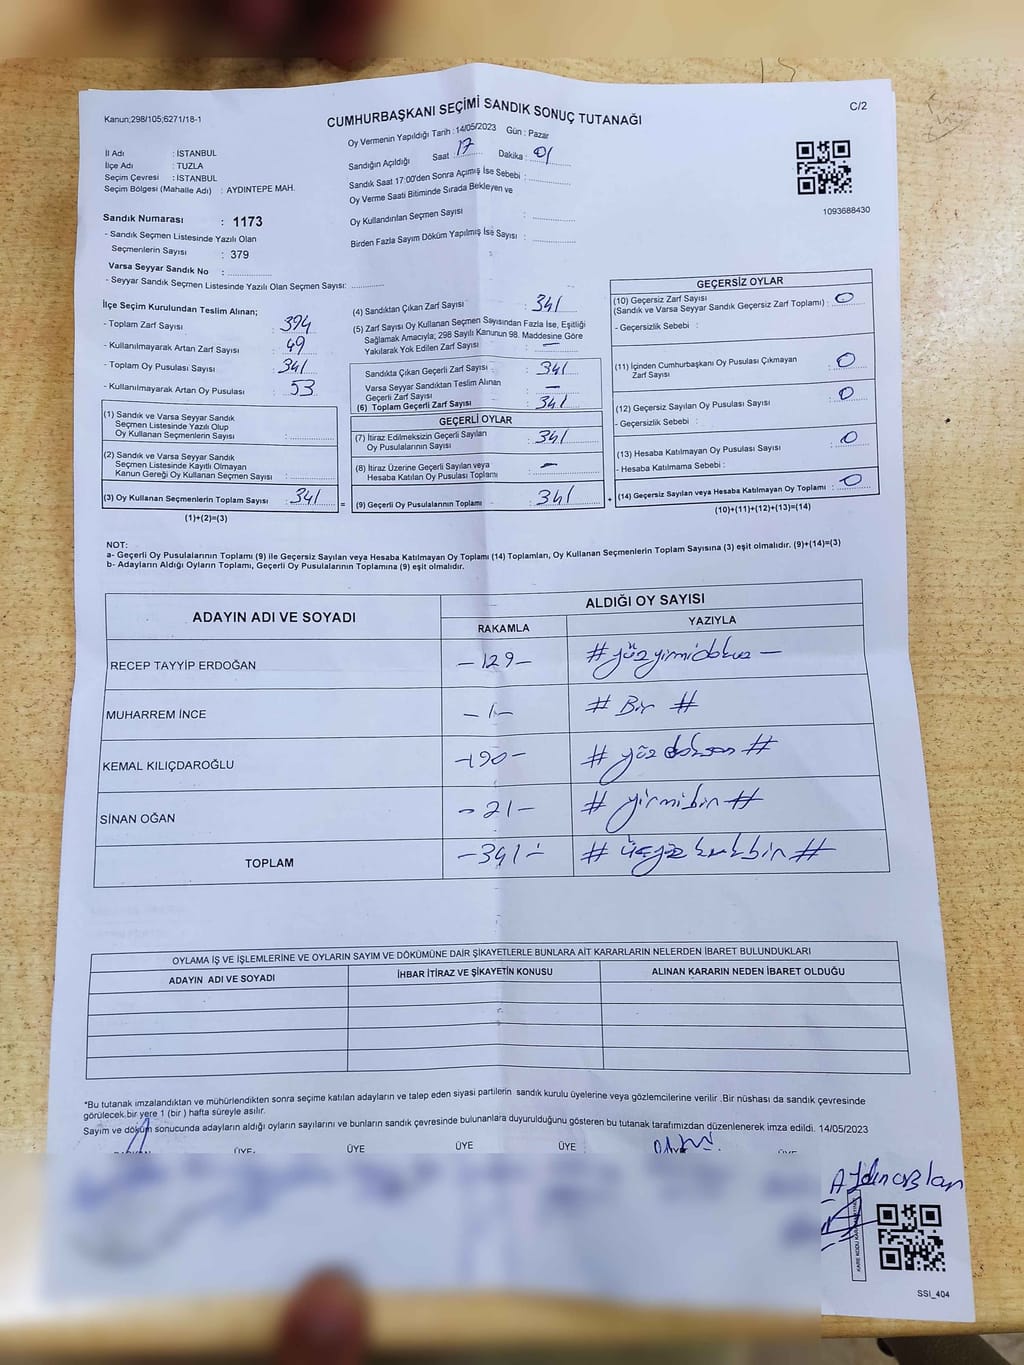 Kanun;298/105;6271/18-1
CUMHURBAŞKANI SEÇİMİ SANDIK SONUÇ TUTANAĞI
C/2
Oy Vermenin Yapıldığı Tarih : 14/05/2023 Gün : Pazar
Sandığın Açıldığı Saat : 17 Dakika : 01
Sandık Saat 17:00'den Sonra Açımış İse Sebebi :
Oy Verme Saati Bitiminde Sırada Bekleyen ve
Oy Kullandırılan Seçmen Sayısı :
Birden Fazla Sayım Döküm Yapılmış İse Sayısı :
1093688430
İl Adı : İSTANBUL
İlçe Adı : TUZLA
Seçim Çevresi : İSTANBUL
Seçim Bölgesi (Mahalle Adı) : AYDINTEPE MAH.
Sandık Numarası : 1173
- Sandık Seçmen Listesinde Yazılı Olan
Seçmenlerin Sayısı : 379
Varsa Seyyar Sandık No :
- Seyyar Sandık Seçmen Listesinde Yazılı Olan Seçmen Sayısı:
İlçe Seçim Kurulundan Teslim Alınan;
- Toplam Zarf Sayısı : 394
- Kullanılmayarak Artan Zarf Sayısı : 49
- Toplam Oy Pusulası Sayısı : 341
- Kullanılmayarak Artan Oy Pusulası : 53
(1) Sandık ve Varsa Seyyar Sandık
Seçmen Listesinde Yazılı Olup
Oy Kullanan Seçmenlerin Sayısı :
(2) Sandık ve Varsa Seyyar Sandık
Seçmen Listesinde Kayıtlı Olmayan
Kanun Gereği Oy Kullanan Seçmen Sayısı :
(3) Oy Kullanan Seçmenlerin Toplam Sayısı : 341 =
(1)+(2)=(3)
(4) Sandıktan Çıkan Zarf Sayısı : 341
(5) Zarf Sayısı Oy Kullanan Seçmen Sayısından Fazla İse, Eşitliği
Sağlamak Amacıyla; 298 Sayılı Kanunun 98. Maddesine Göre
Yakılarak Yok Edilen Zarf Sayısı : —
Sandıkta Çıkan Geçerli Zarf Sayısı : 341
Varsa Seyyar Sandıktan Teslim Alınan
Geçerli Zarf Sayısı : —
(6) Toplam Geçerli Zarf Sayısı : 341
GEÇERLİ OYLAR
(7) İtiraz Edilmeksizin Geçerli Sayılan
Oy Pusulalarının Sayısı : 341
(8) İtiraz Üzerine Geçerli Sayılan veya
Hesaba Katılan Oy Pusulası Toplamı : —
(9) Geçerli Oy Pusulalarının Toplamı : 341 +
GEÇERSİZ OYLAR
(10) Geçersiz Zarf Sayısı
(Sandık ve Varsa Seyyar Sandık Geçersiz Zarf Toplamı) : 0
- Geçersizlik Sebebi :
(11) İçinden Cumhurbaşkanı Oy Pusulası Çıkmayan
Zarf Sayısı : 0
(12) Geçersiz Sayılan Oy Pusulası Sayısı : 0
- Geçersizlik Sebebi :
(13) Hesaba Katılmayan Oy Pusulası Sayısı : 0
- Hesaba Katılmama Sebebi :
(14) Geçersiz Sayılan veya Hesaba Katılmayan Oy Toplamı : 0
(10)+(11)+(12)+(13)=(14)
NOT:
a- Geçerli Oy Pusulalarının Toplamı (9) ile Geçersiz Sayılan veya Hesaba Katılmayan Oy Toplamı (14) Toplamları, Oy Kullanan Seçmenlerin Toplam Sayısına (3) eşit olmalıdır. (9)+(14)=(3)
b- Adayların Aldığı Oyların Toplamı, Geçerli Oy Pusulalarının Toplamına (9) eşit olmalıdır.
ADAYIN ADI VE SOYADI ALDIĞI OY SAYISI
RAKAMLA YAZIYLA
RECEP TAYYİP ERDOĞAN —129— #yüzyirmidokuz —
MUHARREM İNCE —1— # Bir #
KEMAL KILIÇDAROĞLU —190— # yüzdoksan #
SİNAN OĞAN —21— # yirmibir #
TOPLAM —341— # üçyüzkırkbir #
OYLAMA İŞ VE İŞLEMLERİNE VE OYLARIN SAYIM VE DÖKÜMÜNE DAİR ŞİKAYETLERLE BUNLARA AİT KARARLARIN NELERDEN İBARET BULUNDUKLARI
ADAYIN ADI VE SOYADI İHBAR İTİRAZ VE ŞİKAYETİN KONUSU ALINAN KARARIN NEDEN İBARET OLDUĞU
*Bu tutanak imzalandıktan ve mühürlendikten sonra seçime katılan adayların ve talep eden siyasi partilerin sandık kurulu üyelerine veya gözlemcilerine verilir .Bir nüshası da sandık çevresinde
görülecek bir yere 1 (bir ) hafta süreyle asılır.
Sayım ve döküm sonucunda adayların aldığı oyların sayılarını ve bunların sandık çevresinde bulunanlara duyurulduğunu gösteren bu tutanak tarafımızdan düzenlenerek imza edildi. 14/05/2023
ÜYE ÜYE ÜYE ÜYE
Aydın aslan
SSI_404